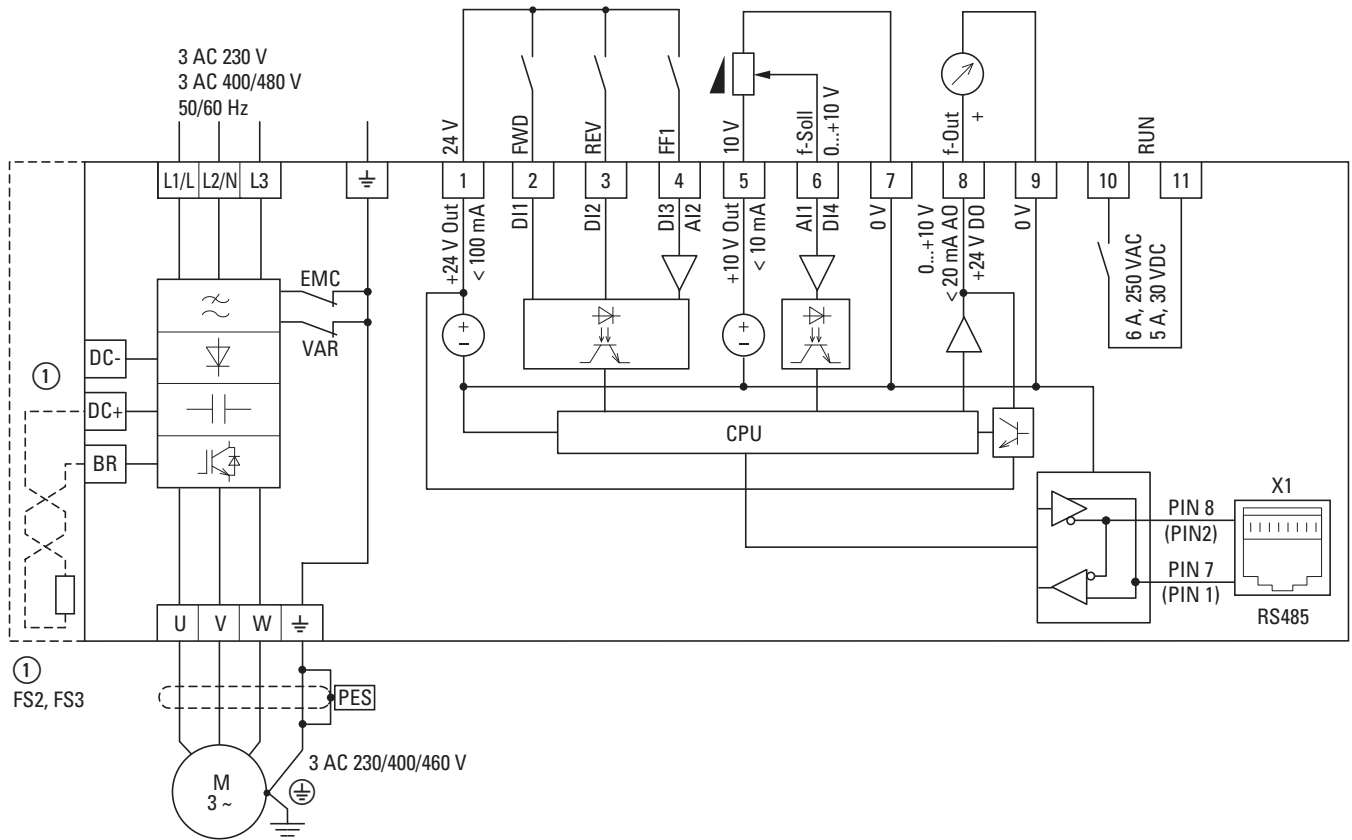 3 AC 230 V
3 AC 400/480 V
50/60 Hz
24 V
FWD
REV
FF1
10 V
f-Soll
0...+10 V
f-Out
+
RUN
L1/L
L2/N
L3
1
2
3
4
5
6
7
8
9
10
11
+24 V Out
< 100 mA
DI1
DI2
DI3
AI2
+10 V Out
< 10 mA
AI1
DI4
0 V
0...+10 V
< 20 mA AO
+24 V DO
0 V
6 A, 250 VAC
5 A, 30 VDC
EMC
VAR
+
−
+
−
DC-
DC+
BR
1
CPU
X1
PIN 8
(PIN2)
PIN 7
(PIN 1)
RS485
U
V
W
1
FS2, FS3
PES
3 AC 230/400/460 V
M
3 ~